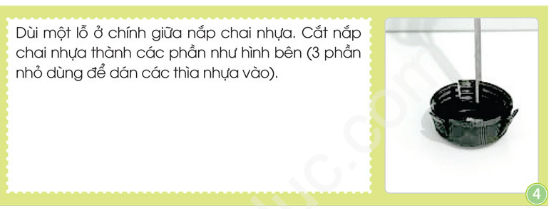 Dùi một lỗ ở chính giữa nắp chai nhựa. Cắt nắp
chai nhựa thành các phần như hình bên (3 phần
nhỏ dùng để dán các thìa nhựa vào).
4